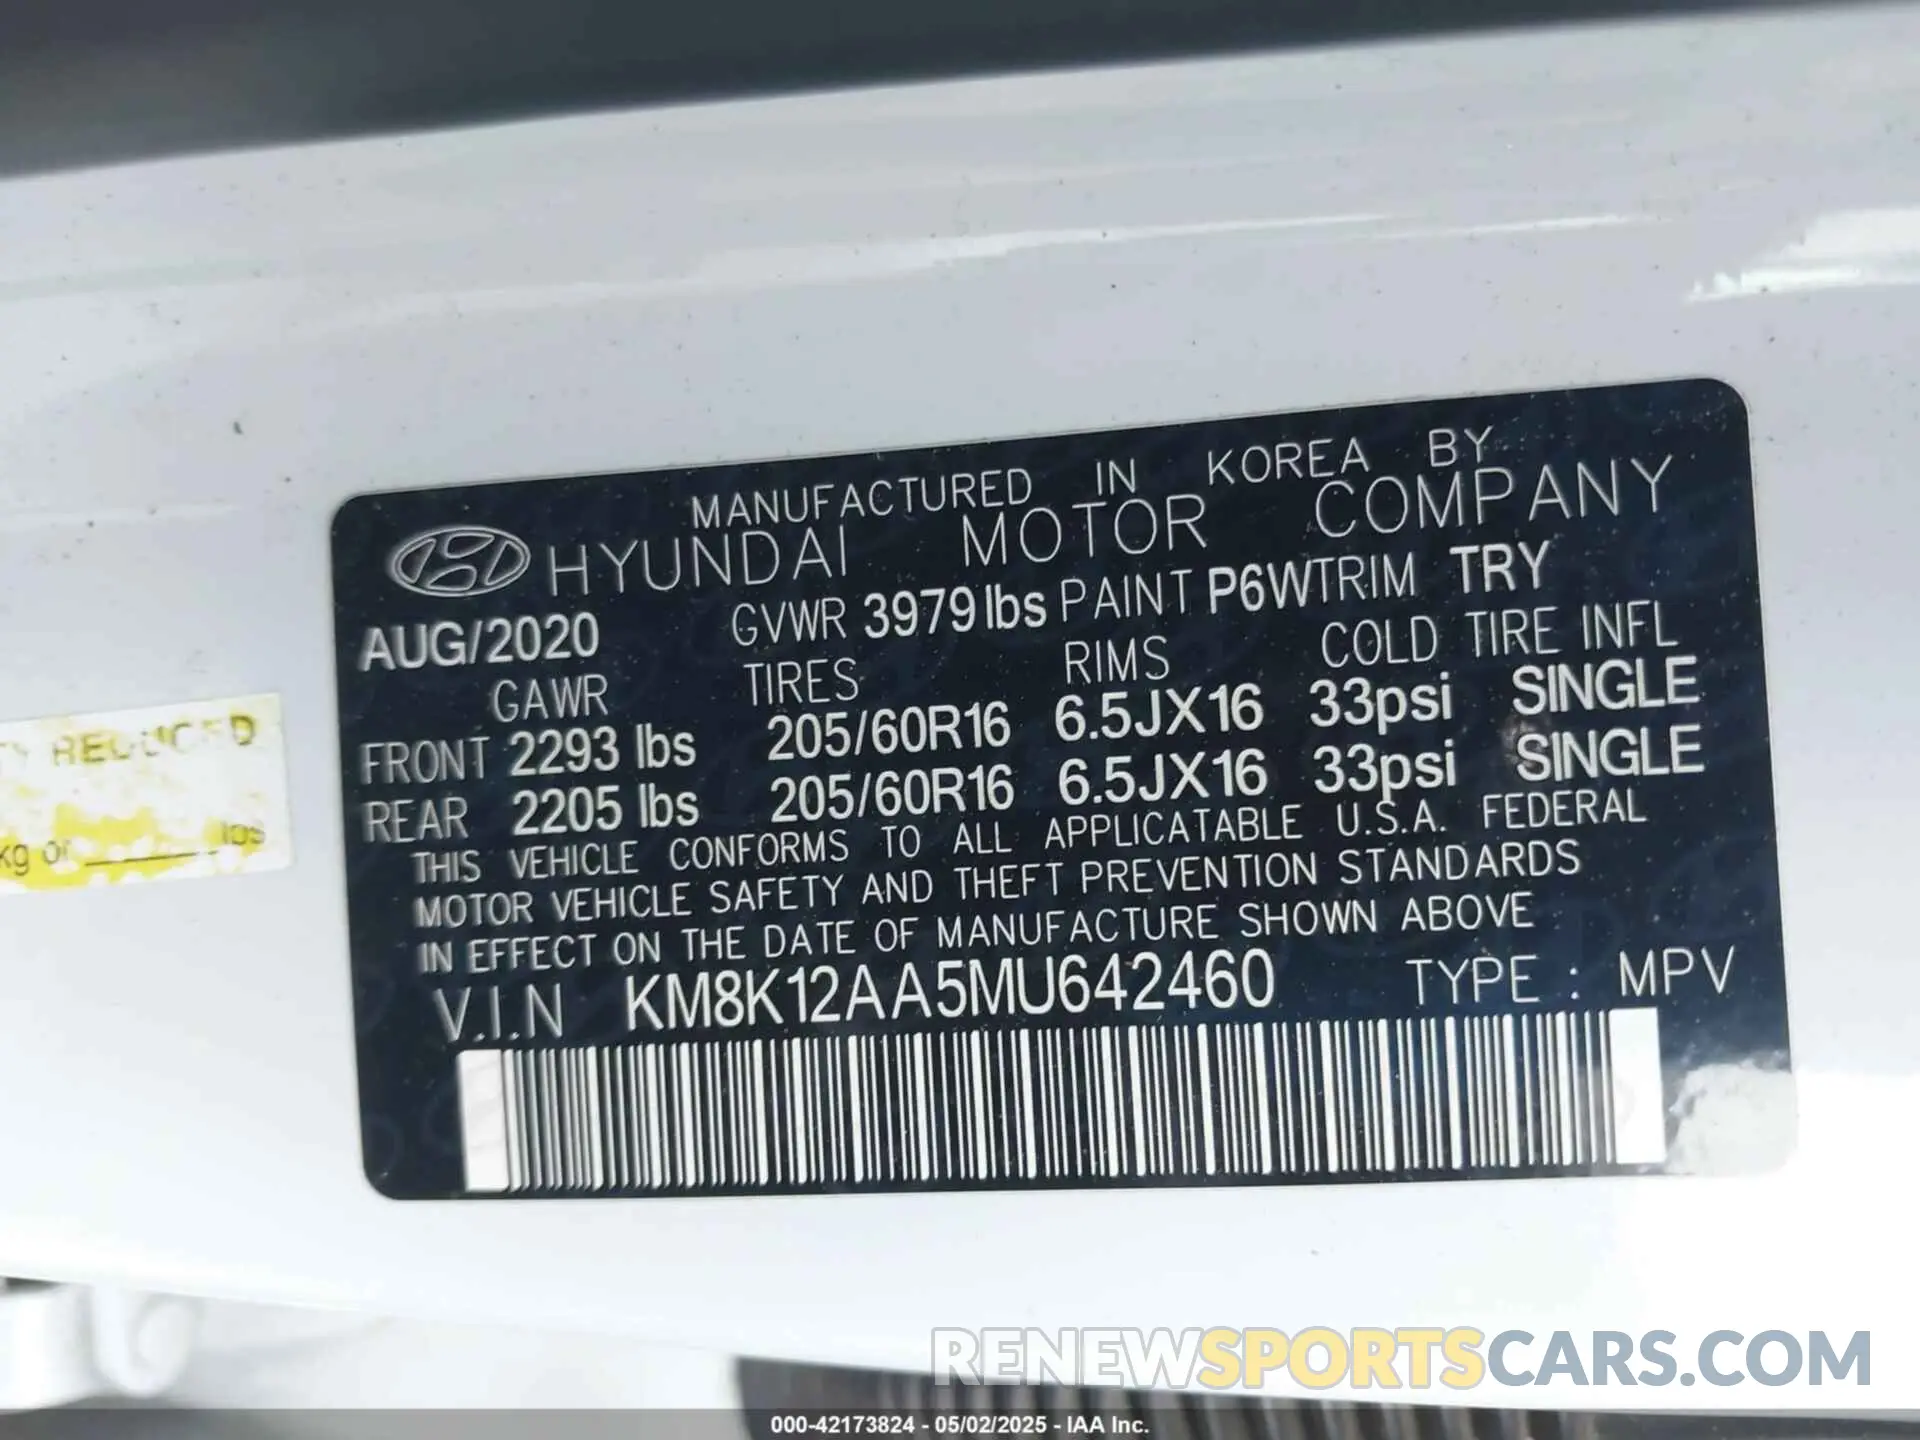 MANUFACTURED IN KOREA BY
HYUNDAI MOTOR COMPANY
AUG/2020 GVWR 3979 lbs PAINT P6W TRIM TRY
GAWR TIRES RIMS COLD TIRE INFL
FRONT 2293 lbs 205/60R16 6.5JX16 33psi SINGLE
REAR 2205 lbs 205/60R16 6.5JX16 33psi SINGLE
THIS VEHICLE CONFORMS TO ALL APPLICATABLE U.S.A. FEDERAL
MOTOR VEHICLE SAFETY AND THEFT PREVENTION STANDARDS
IN EFFECT ON THE DATE OF MANUFACTURE SHOWN ABOVE
V.I.N KM8K12AA5MU642460 TYPE : MPV
REDUCED
kg or ______ lbs
RENEWSPORTSCARS.COM
000-42173824 - 05/02/2025 - IAA Inc.